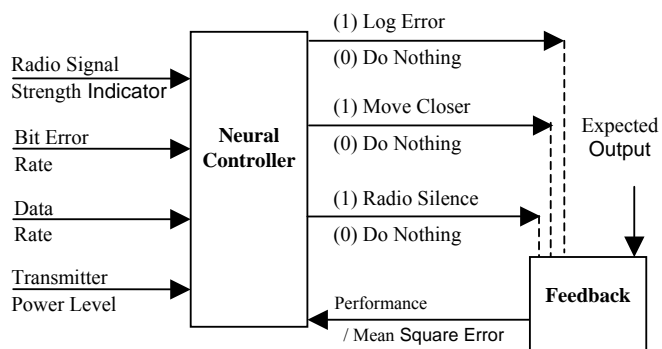 Radio Signal
Strength Indicator
Bit Error
Rate
Data
Rate
Transmitter
Power Level
Neural
Controller
(1) Log Error
(0) Do Nothing
(1) Move Closer
(0) Do Nothing
(1) Radio Silence
(0) Do Nothing
Expected
Output
Feedback
Performance
/ Mean Square Error